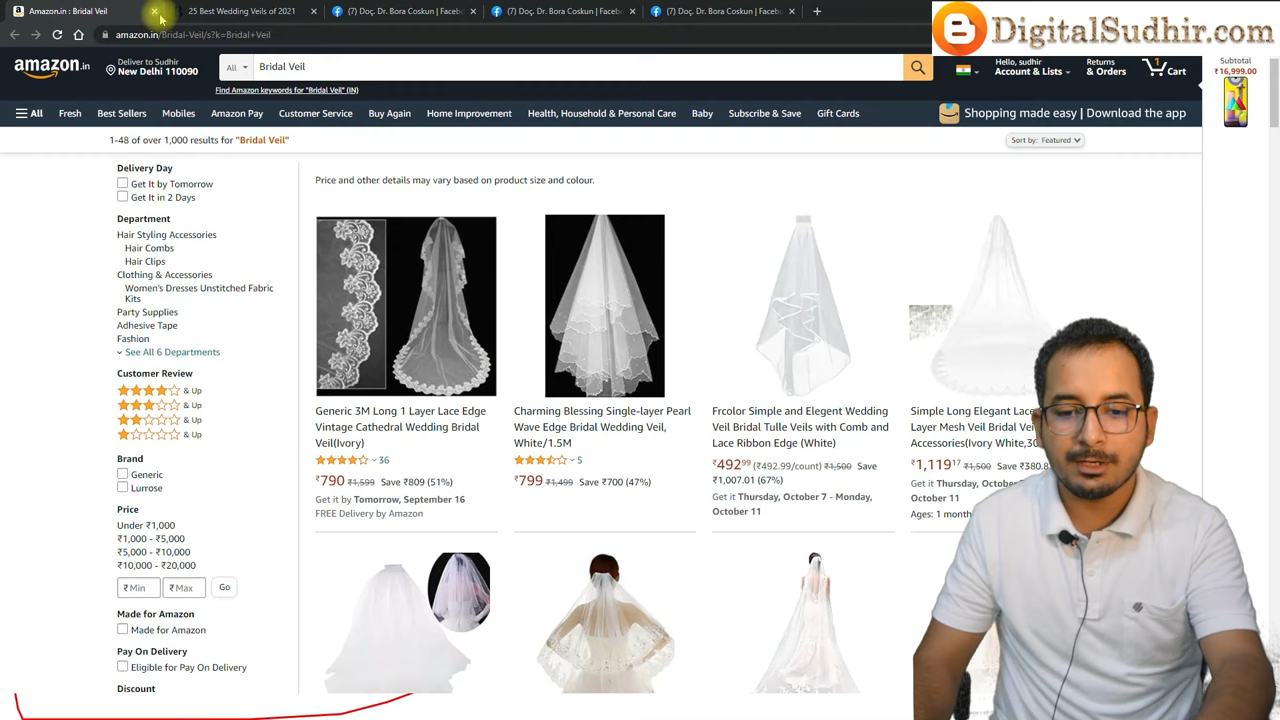 Amazon.in : Bridal Veil
25 Best Wedding Veils of 2021
(7) Doç. Dr. Bora Coskun | Facebo
(7) Doç. Dr. Bora Coskun | Facebo
(7) Doç. Dr. Bora Coskun | Facebo
amazon.in/Bridal-Veil/s?k=Bridal+Veil
DigitalSudhir.com
amazon.in
Deliver to Sudhir
New Delhi 110090
All
Bridal Veil
Find Amazon keywords for "Bridal Veil" (IN)
Hello, sudhir
Account & Lists
Returns
& Orders
1
Cart
Subtotal
₹16,999.00
All
Fresh
Best Sellers
Mobiles
Amazon Pay
Customer Service
Buy Again
Home Improvement
Health, Household & Personal Care
Baby
Subscribe & Save
Gift Cards
Shopping made easy | Download the app
1-48 of over 1,000 results for "Bridal Veil"
Sort by: Featured
Delivery Day
Get It by Tomorrow
Get It in 2 Days
Department
Hair Styling Accessories
Hair Combs
Hair Clips
Clothing & Accessories
Women's Dresses Unstitched Fabric
Kits
Party Supplies
Adhesive Tape
Fashion
See All 6 Departments
Customer Review
& Up
& Up
& Up
& Up
Brand
Generic
Lurrose
Price
Under ₹1,000
₹1,000 - ₹5,000
₹5,000 - ₹10,000
₹10,000 - ₹20,000
₹ Min
₹ Max
Go
Made for Amazon
Made for Amazon
Pay On Delivery
Eligible for Pay On Delivery
Discount
Price and other details may vary based on product size and colour.
Generic 3M Long 1 Layer Lace Edge
Vintage Cathedral Wedding Bridal
Veil(Ivory)
36
₹790 ₹1,599 Save ₹809 (51%)
Get it by Tomorrow, September 16
FREE Delivery by Amazon
Charming Blessing Single-layer Pearl
Wave Edge Bridal Wedding Veil,
White/1.5M
5
₹799 ₹1,499 Save ₹700 (47%)
Frcolor Simple and Elegant Wedding
Veil Bridal Tulle Veils with Comb and
Lace Ribbon Edge (White)
₹492.99 (₹492.99/count) ₹1,500 Save
₹1,007.01 (67%)
Get it Thursday, October 7 - Monday,
October 11
Simple Long Elegant Lace
Layer Mesh Veil Bridal Ve
Accessories(Ivory White,30
₹1,119.17 ₹1,500 Save ₹380.8
Get it Thursday, Octob
October 11
Ages: 1 month